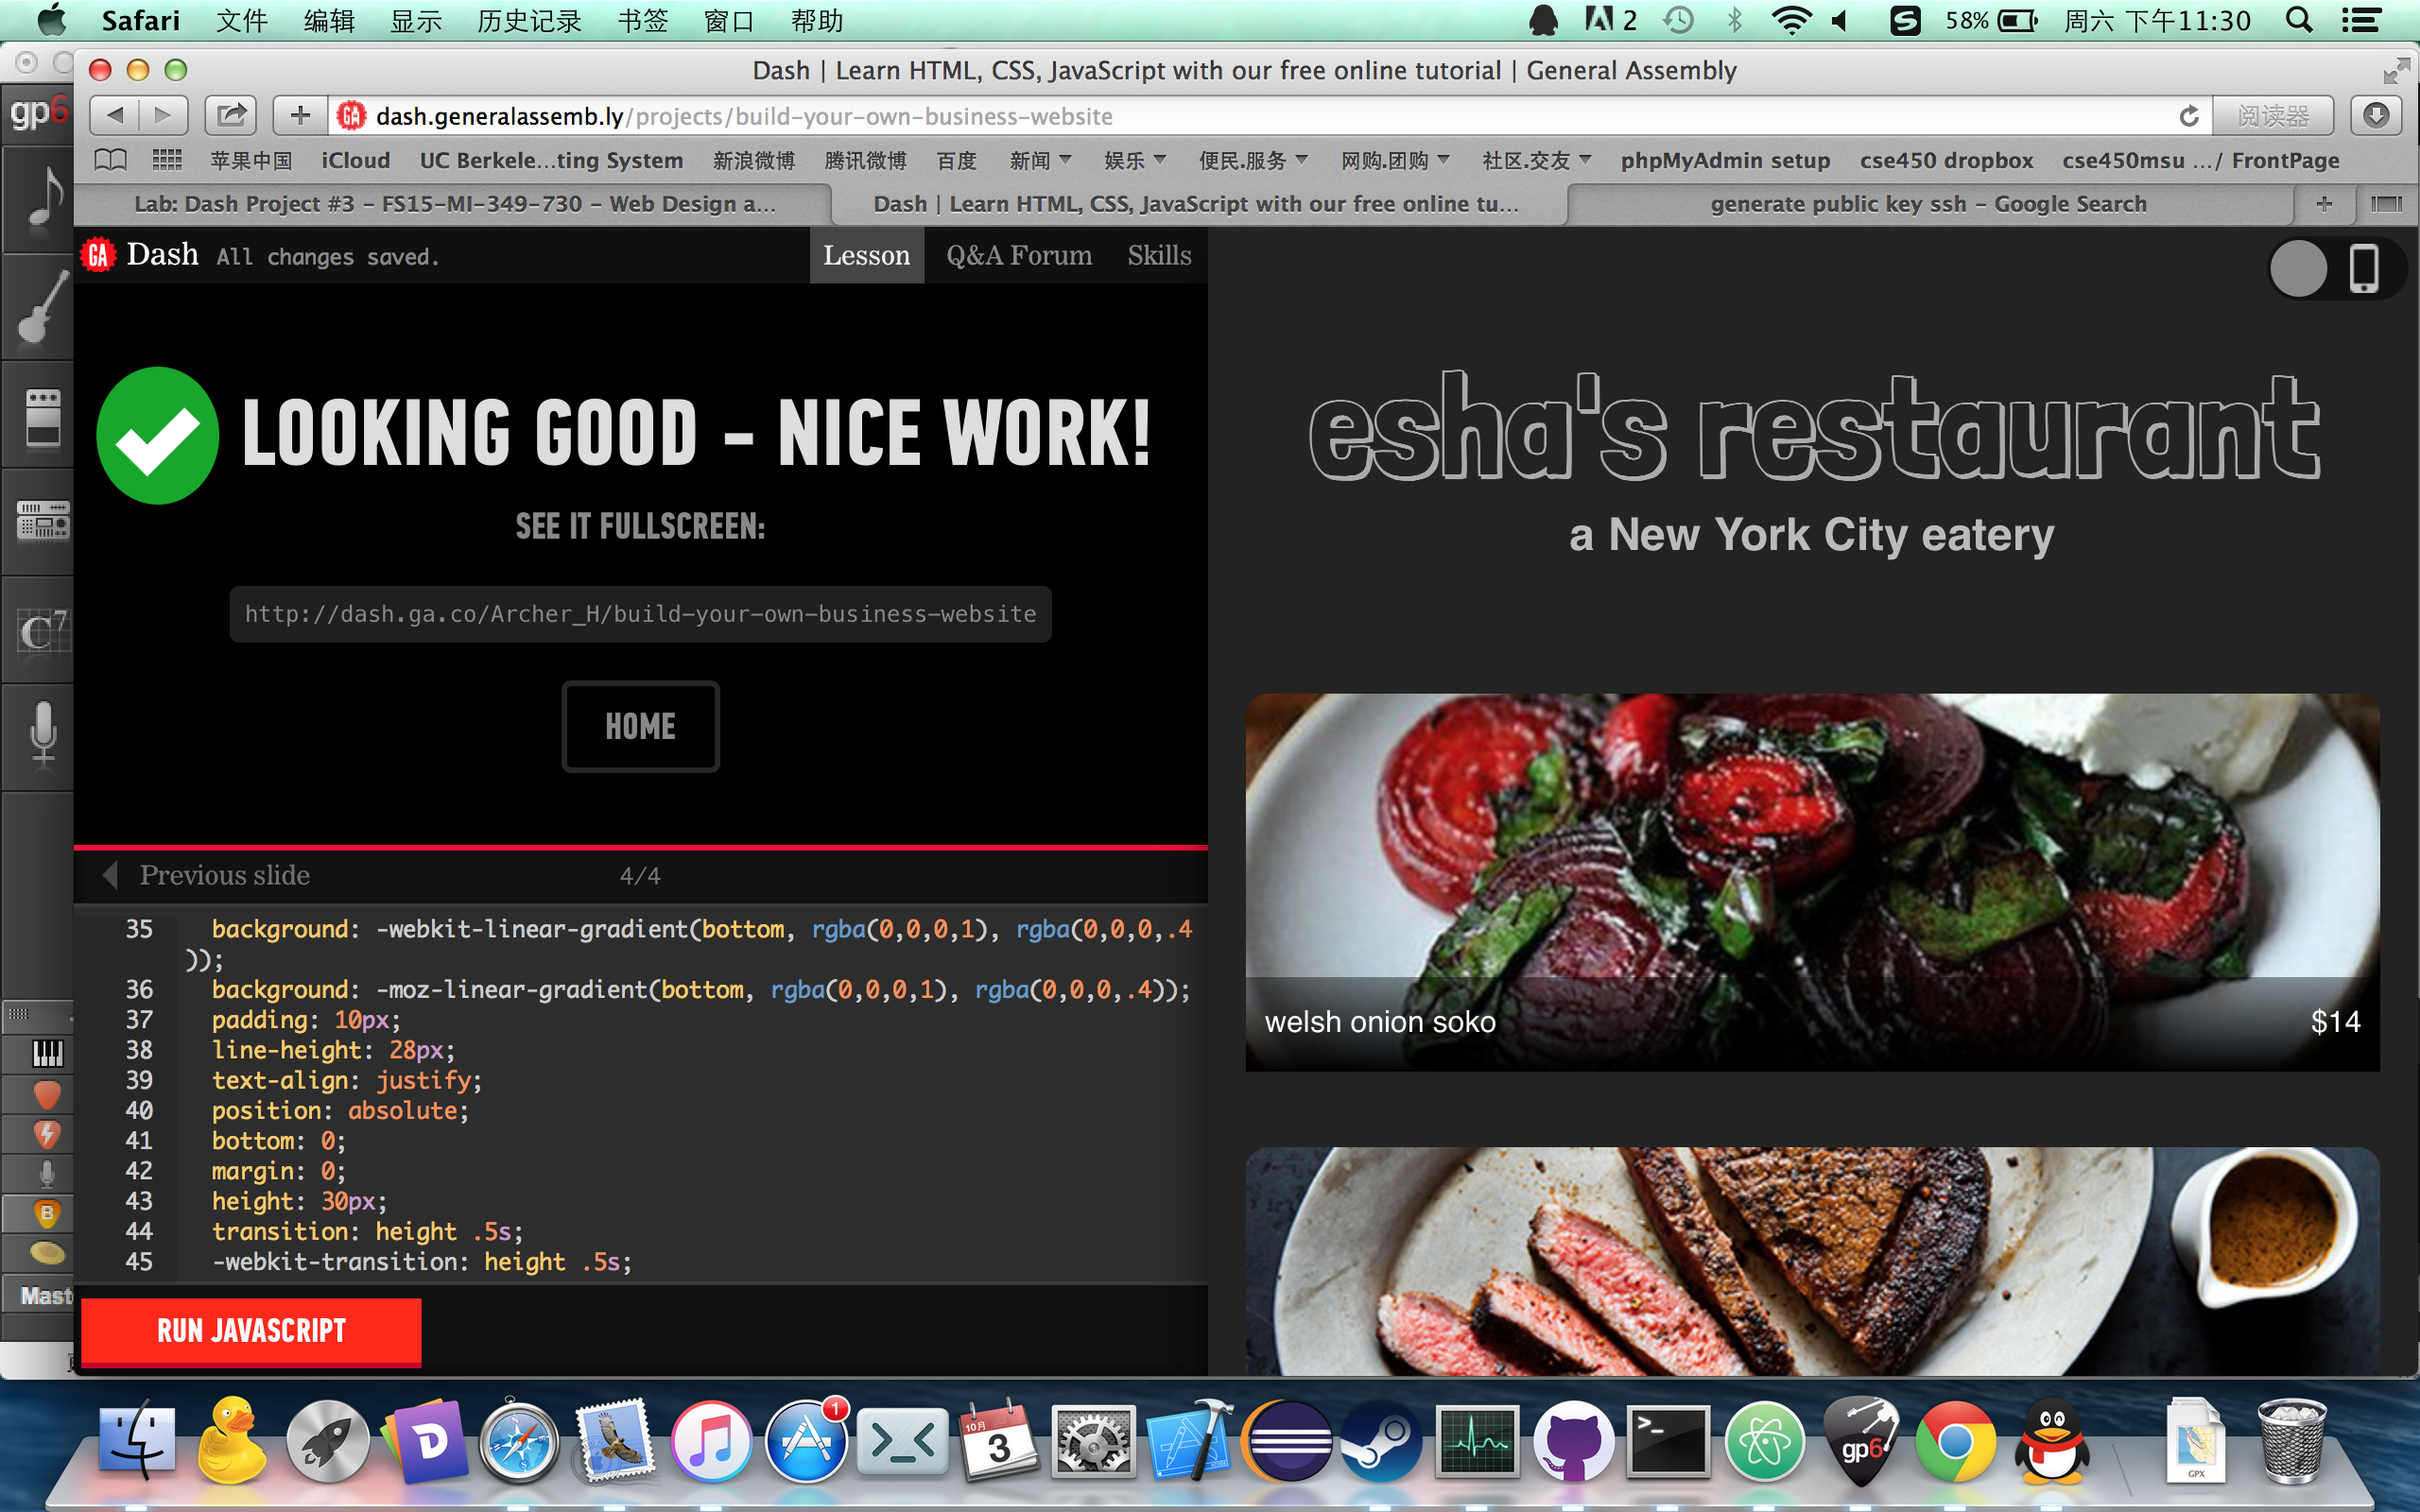 Safari 文件 编辑 显示 历史记录 书签 窗口 帮助 2 58% 周六 下午11:30
Dash | Learn HTML, CSS, JavaScript with our free online tutorial | General Assembly
gp6
GA dash.generalassemb.ly/projects/build-your-own-business-website 阅读器
苹果中国 iCloud UC Berkele...ting System 新浪微博 腾讯微博 百度 新闻 娱乐 便民.服务 网购.团购 社区.交友 phpMyAdmin setup cse450 dropbox cse450msu .../ FrontPage
Lab: Dash Project #3 – FS15-MI-349-730 – Web Design a... Dash | Learn HTML, CSS, JavaScript with our free online tu... generate public key ssh – Google Search
GA Dash All changes saved. Lesson Q&A Forum Skills
LOOKING GOOD - NICE WORK!
SEE IT FULLSCREEN:
http://dash.ga.co/Archer_H/build-your-own-business-website
HOME
Previous slide 4/4
35 background: -webkit-linear-gradient(bottom, rgba(0,0,0,1), rgba(0,0,0,.4
));
36 background: -moz-linear-gradient(bottom, rgba(0,0,0,1), rgba(0,0,0,.4));
37 padding: 10px;
38 line-height: 28px;
39 text-align: justify;
40 position: absolute;
41 bottom: 0;
42 margin: 0;
43 height: 30px;
44 transition: height .5s;
45 -webkit-transition: height .5s;
RUN JAVASCRIPT
C7
B
Mast
esha's restaurant
a New York City eatery
welsh onion soko $14
D
1
10月
3
>_
gp6
GPX